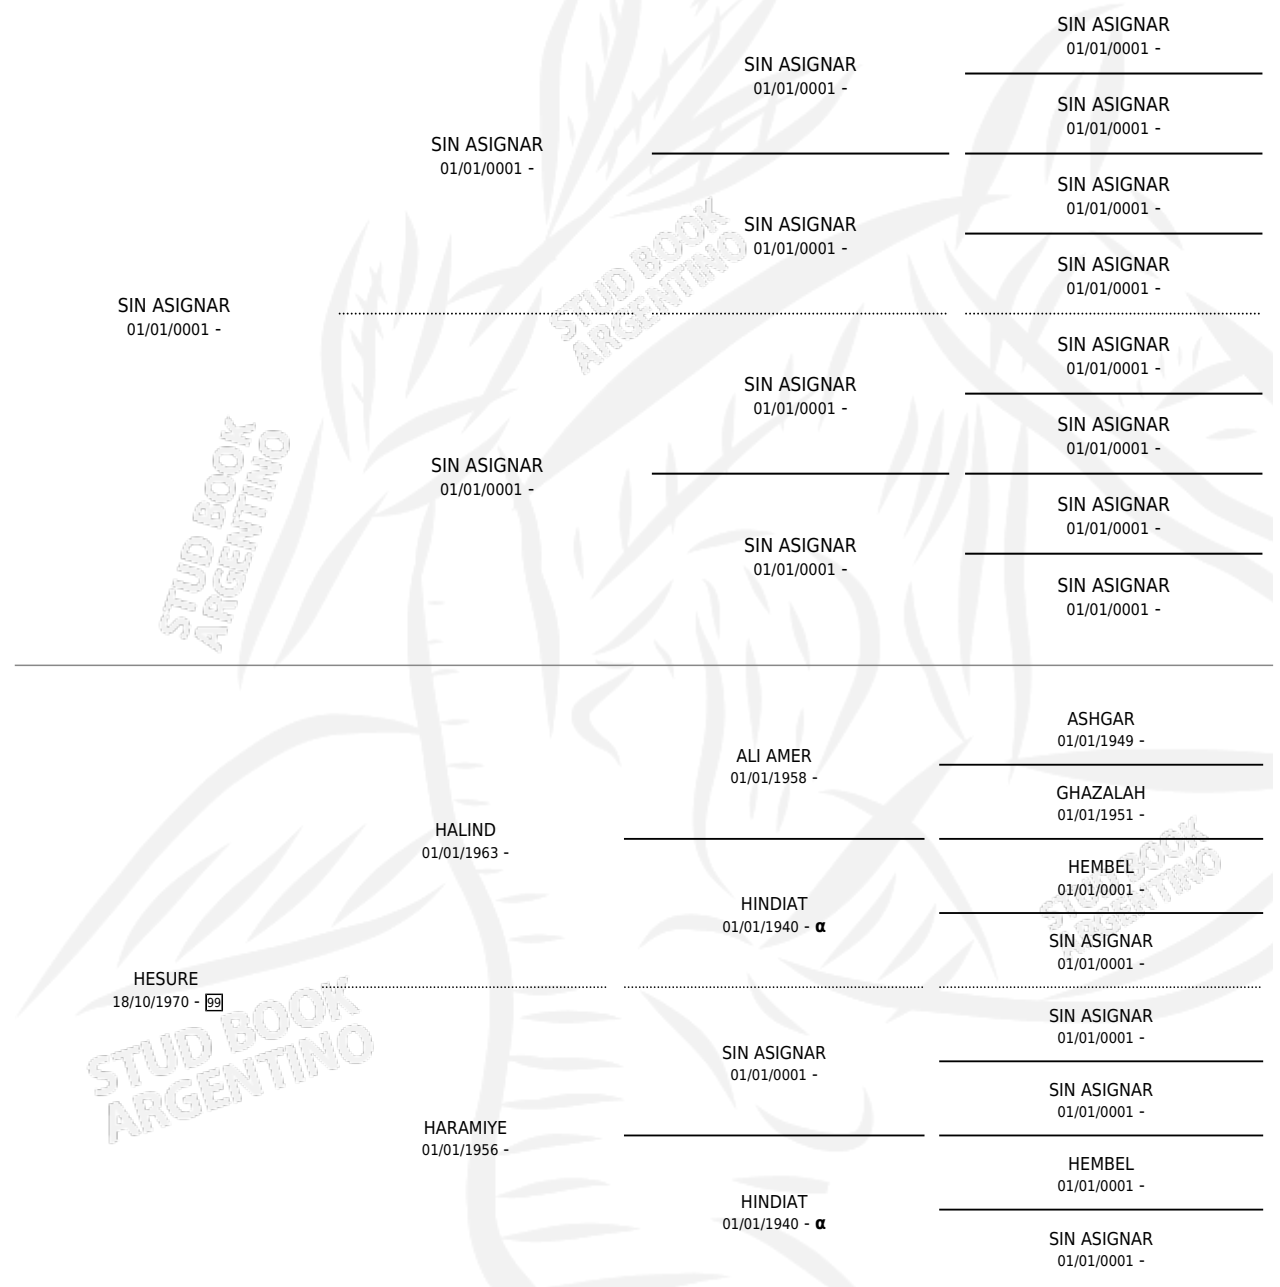 SIN ASIGNAR
01/01/0001 -
SIN ASIGNAR
01/01/0001 -
SIN ASIGNAR
01/01/0001 -
SIN ASIGNAR
01/01/0001 -
SIN ASIGNAR
01/01/0001 -
SIN ASIGNAR
01/01/0001 -
SIN ASIGNAR
01/01/0001 -
SIN ASIGNAR
01/01/0001 -
SIN ASIGNAR
01/01/0001 -
SIN ASIGNAR
01/01/0001 -
SIN ASIGNAR
01/01/0001 -
SIN ASIGNAR
01/01/0001 -
SIN ASIGNAR
01/01/0001 -
SIN ASIGNAR
01/01/0001 -
SIN ASIGNAR
01/01/0001 -
STUD BOOK
ARGENTINO
STUD BOOK
ARGENTINO
HESURE
18/10/1970 - 99
HALIND
01/01/1963 -
ALI AMER
01/01/1958 -
ASHGAR
01/01/1949 -
GHAZALAH
01/01/1951 -
HINDIAT
01/01/1940 - α
HEMBEL
01/01/0001 -
SIN ASIGNAR
01/01/0001 -
HARAMIYE
01/01/1956 -
SIN ASIGNAR
01/01/0001 -
SIN ASIGNAR
01/01/0001 -
SIN ASIGNAR
01/01/0001 -
HINDIAT
01/01/1940 - α
HEMBEL
01/01/0001 -
SIN ASIGNAR
01/01/0001 -
STUD BOOK
ARGENTINO
STUD BOOK
ARGENTINO